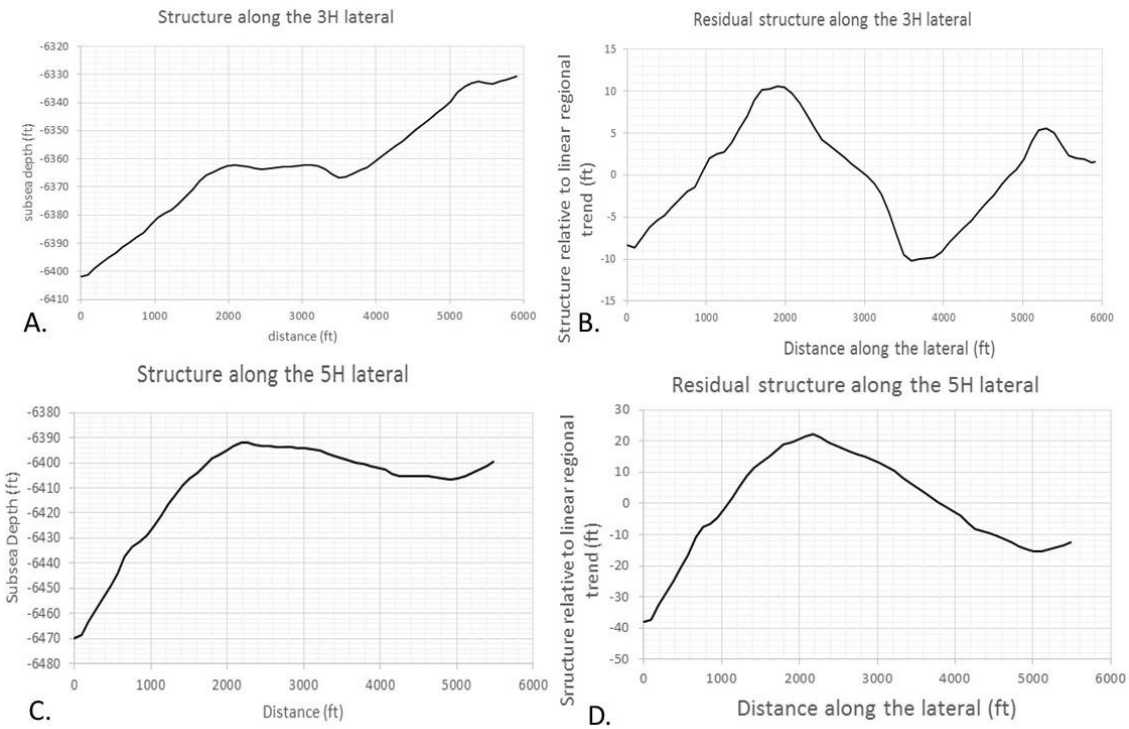 Structure along the 3H lateral
-6320
-6330
-6340
-6350
-6360
-6370
-6380
-6390
-6400
-6410
subsea depth (ft)
0 1000 2000 3000 4000 5000 6000
distance (ft)
A.
Residual structure along the 3H lateral
15
10
5
0
-5
-10
-15
Structure relative to linear regional
trend (ft)
0 1000 2000 3000 4000 5000 6000
Distance along the lateral (ft)
B.
Structure along the 5H lateral
-6380
-6390
-6400
-6410
-6420
-6430
-6440
-6450
-6460
-6470
-6480
Subsea Depth (ft)
0 1000 2000 3000 4000 5000 6000
Distance (ft)
C.
Residual structure along the 5H lateral
30
20
10
0
-10
-20
-30
-40
-50
Srructure relative to linear regional
trend (ft)
0 1000 2000 3000 4000 5000 6000
Distance along the lateral (ft)
D.